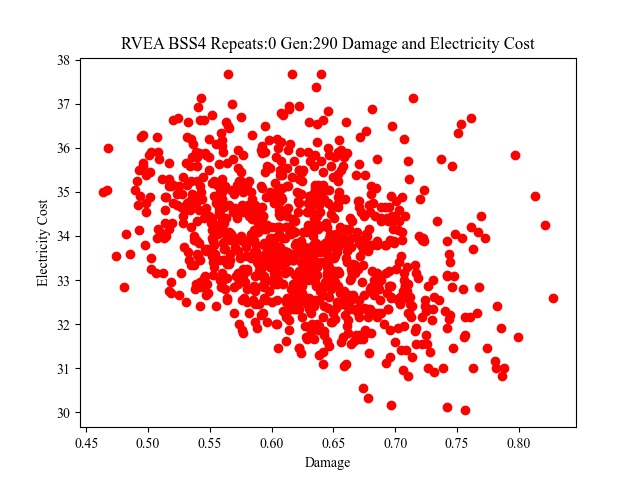 RVEA BSS4 Repeats:0 Gen:290 Damage and Electricity Cost
38
37
36
35
34
33
32
31
30
Electricity Cost
0.45 0.50 0.55 0.60 0.65 0.70 0.75 0.80
Damage